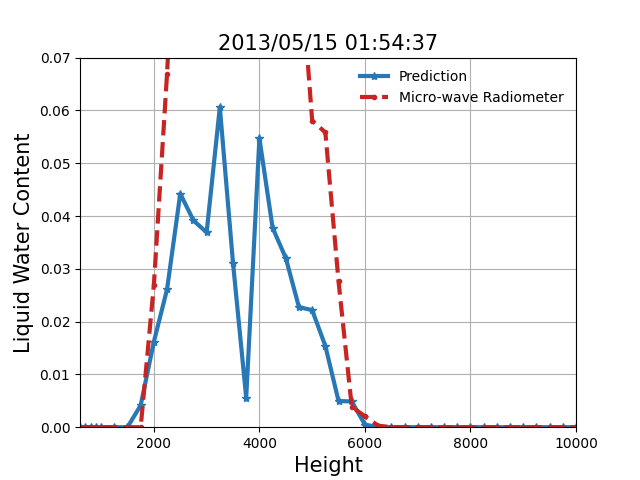 2013/05/15 01:54:37
0.07
0.06
0.05
0.04
0.03
0.02
0.01
0.00
Liquid Water Content
Prediction
Micro-wave Radiometer
2000 4000 6000 8000 10000
Height